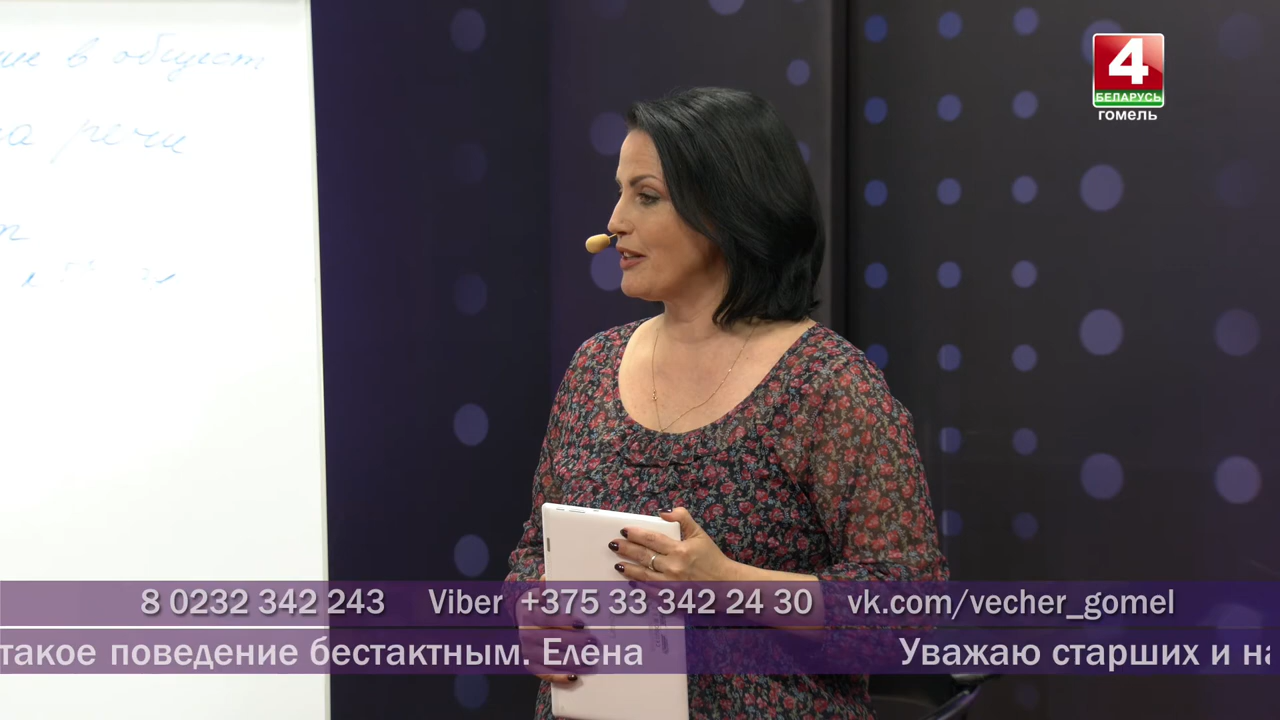 в общест
речи
4
БЕЛАРУСЬ
гомель
8 0232 342 243 Viber +375 33 342 24 30 vk.com/vecher_gomel
такое поведение бестактным. Елена Уважаю старших и на